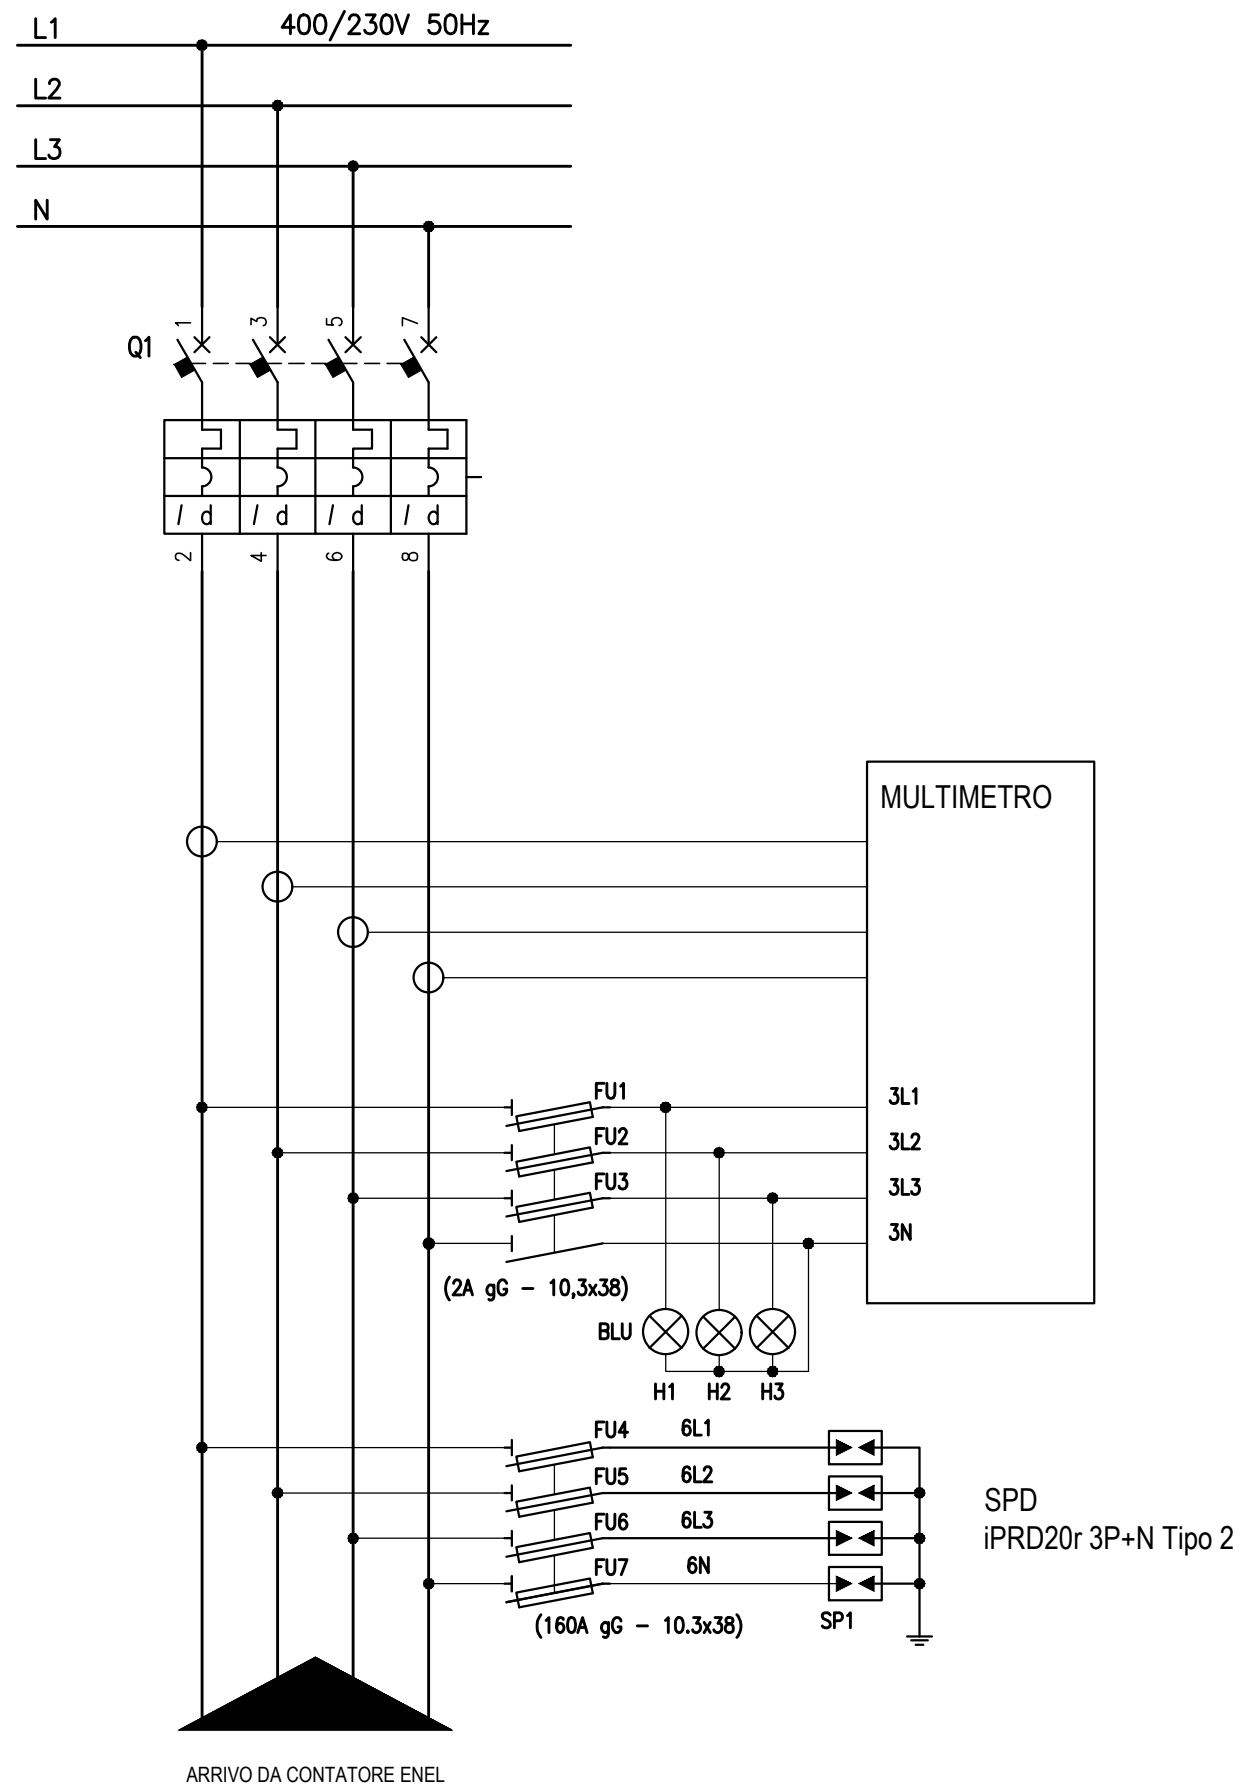 L1 400/230V 50Hz
L2
L3
N
1 3 5 7
Q1
I d I d I d I d
2 4 6 8
MULTIMETRO
FU1 3L1
FU2 3L2
FU3 3L3
3N
(2A gG - 10,3x38)
BLU
H1 H2 H3
FU4 6L1
FU5 6L2
FU6 6L3
FU7 6N
SPD
iPRD20r 3P+N Tipo 2
(160A gG - 10.3x38) SP1
ARRIVO DA CONTATORE ENEL